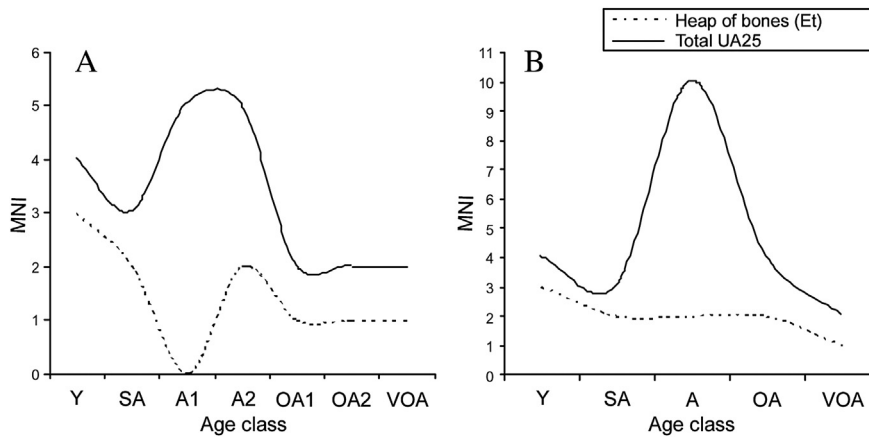 Heap of bones (Et)
Total UA25
A
MNI
6
5
4
3
2
1
0
Y SA A1 A2 OA1 OA2 VOA
Age class
B
MNI
11
10
9
8
7
6
5
4
3
2
1
0
Y SA A OA VOA
Age class